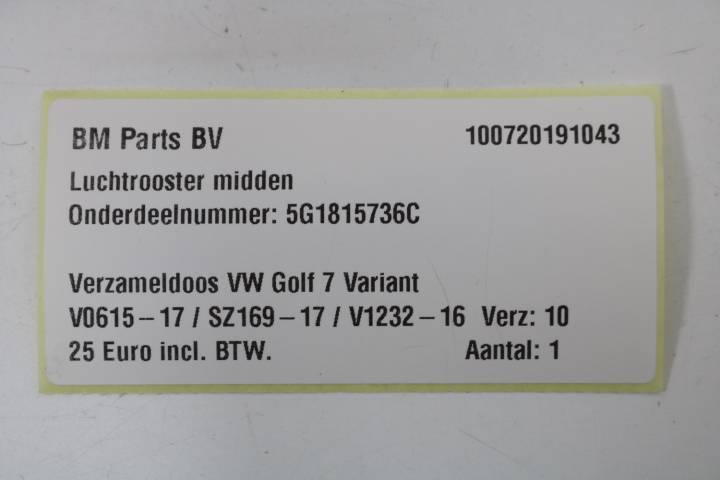 BM Parts BV 100720191043
Luchtrooster midden
Onderdeelnummer: 5G1815736C
Verzameldoos VW Golf 7 Variant
V0615-17 / SZ169-17 / V1232-16 Verz: 10
25 Euro incl. BTW. Aantal: 1